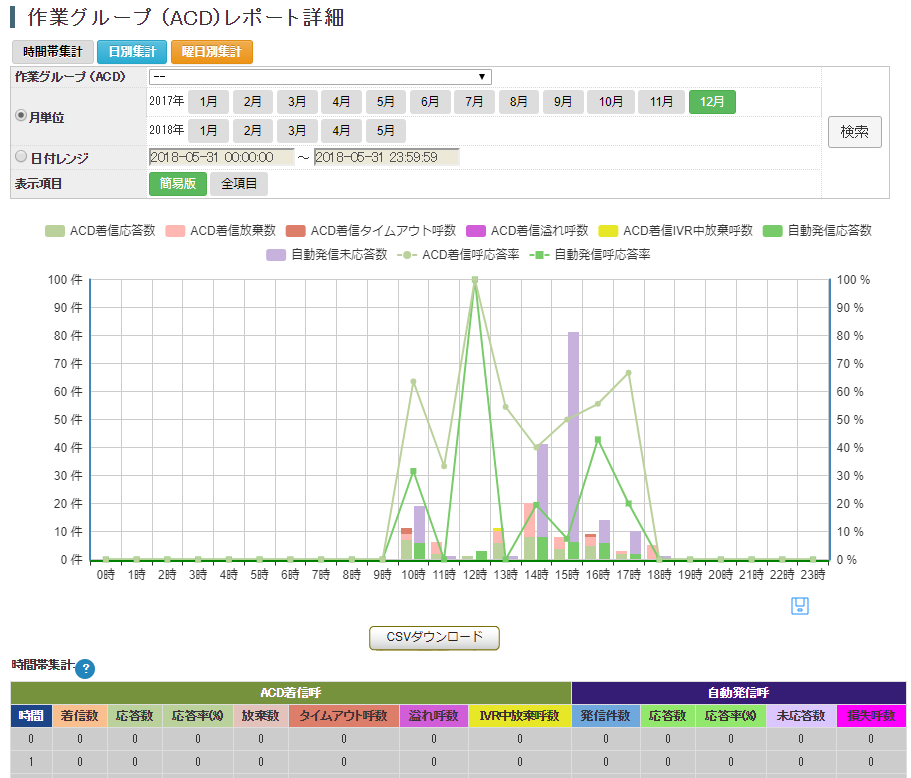 作業グループ（ACD）レポート詳細
時間帯集計 日別集計 曜日別集計
作業グループ（ACD） --
月単位
2017年 1月 2月 3月 4月 5月 6月 7月 8月 9月 10月 11月 12月
2018年 1月 2月 3月 4月 5月
検索
日付レンジ 2018-05-31 00:00:00 ～ 2018-05-31 23:59:59
表示項目 簡易版 全項目
ACD着信応答数 ACD着信放棄数 ACD着信タイムアウト呼数 ACD着信溢れ呼数 ACD着信IVR中放棄呼数 自動発信応答数
自動発信未応答数 ACD着信呼応答率 自動発信呼応答率
100 件 100 %
90 件 90 %
80 件 80 %
70 件 70 %
60 件 60 %
50 件 50 %
40 件 40 %
30 件 30 %
20 件 20 %
10 件 10 %
0 件 0 %
0時 1時 2時 3時 4時 5時 6時 7時 8時 9時 10時 11時 12時 13時 14時 15時 16時 17時 18時 19時 20時 21時 22時 23時
CSVダウンロード
時間帯集計 ?
ACD着信呼 自動発信呼
時間 着信数 応答数 応答率(%) 放棄数 タイムアウト呼数 溢れ呼数 IVR中放棄呼数 発信件数 応答数 応答率(%) 未応答数 損失呼数
0 0 0 0 0 0 0 0 0 0 0 0 0
1 0 0 0 0 0 0 0 0 0 0 0 0